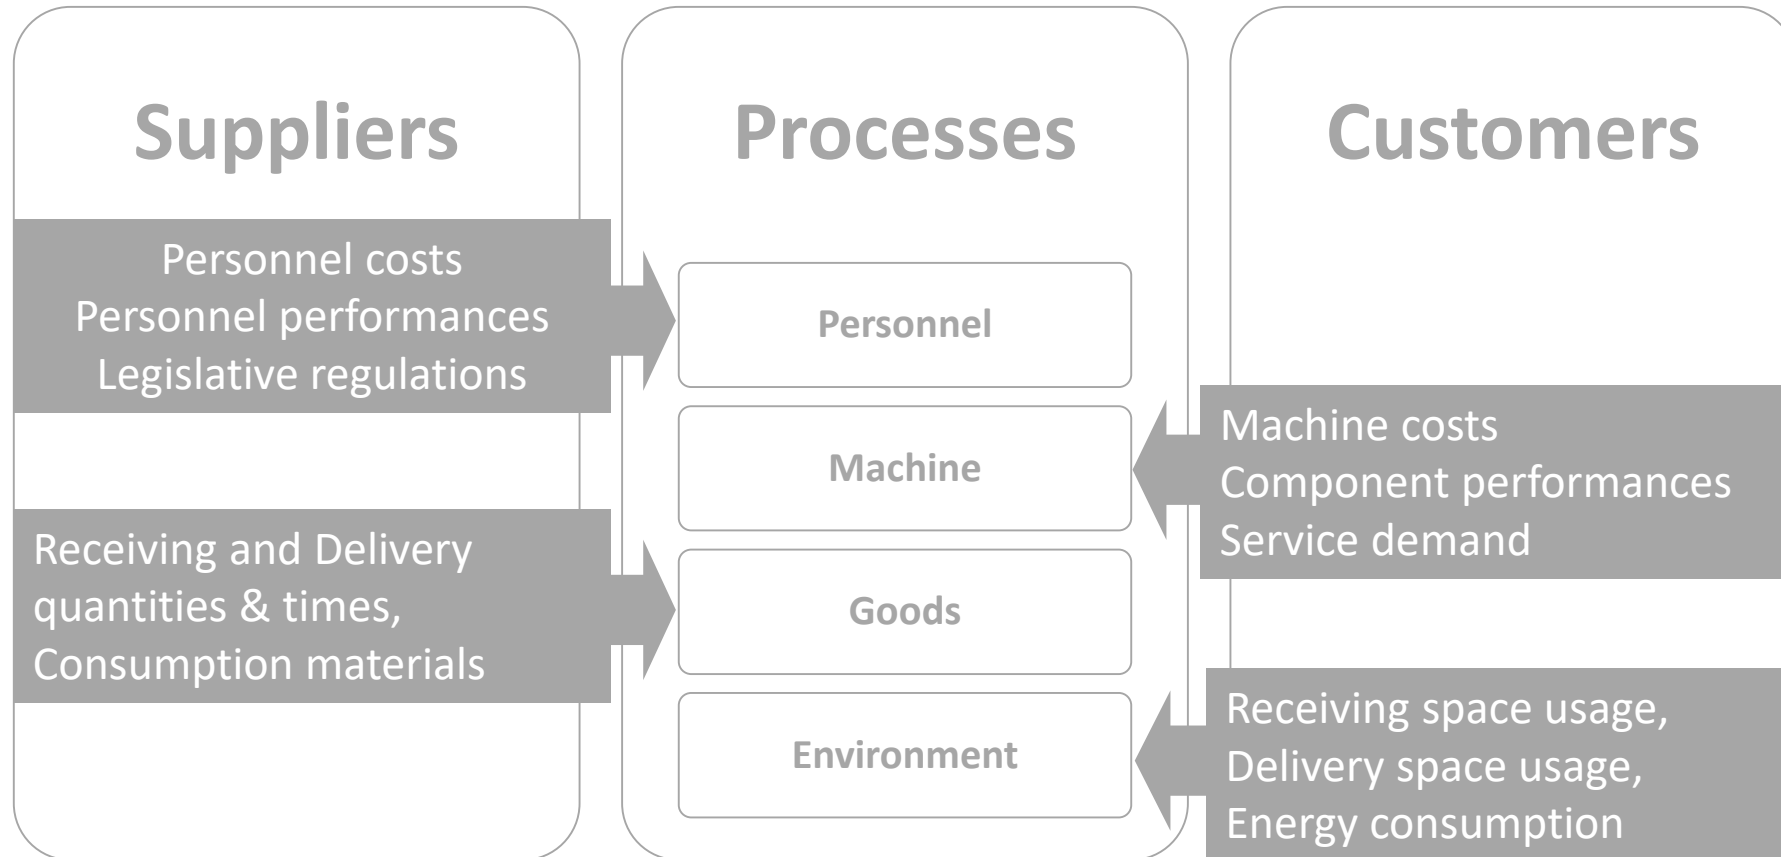 Suppliers
Personnel costs
Personnel performances
Legislative regulations
Receiving and Delivery
quantities & times,
Consumption materials
Processes
Personnel
Machine
Goods
Environment
Customers
Machine costs
Component performances
Service demand
Receiving space usage,
Delivery space usage,
Energy consumption